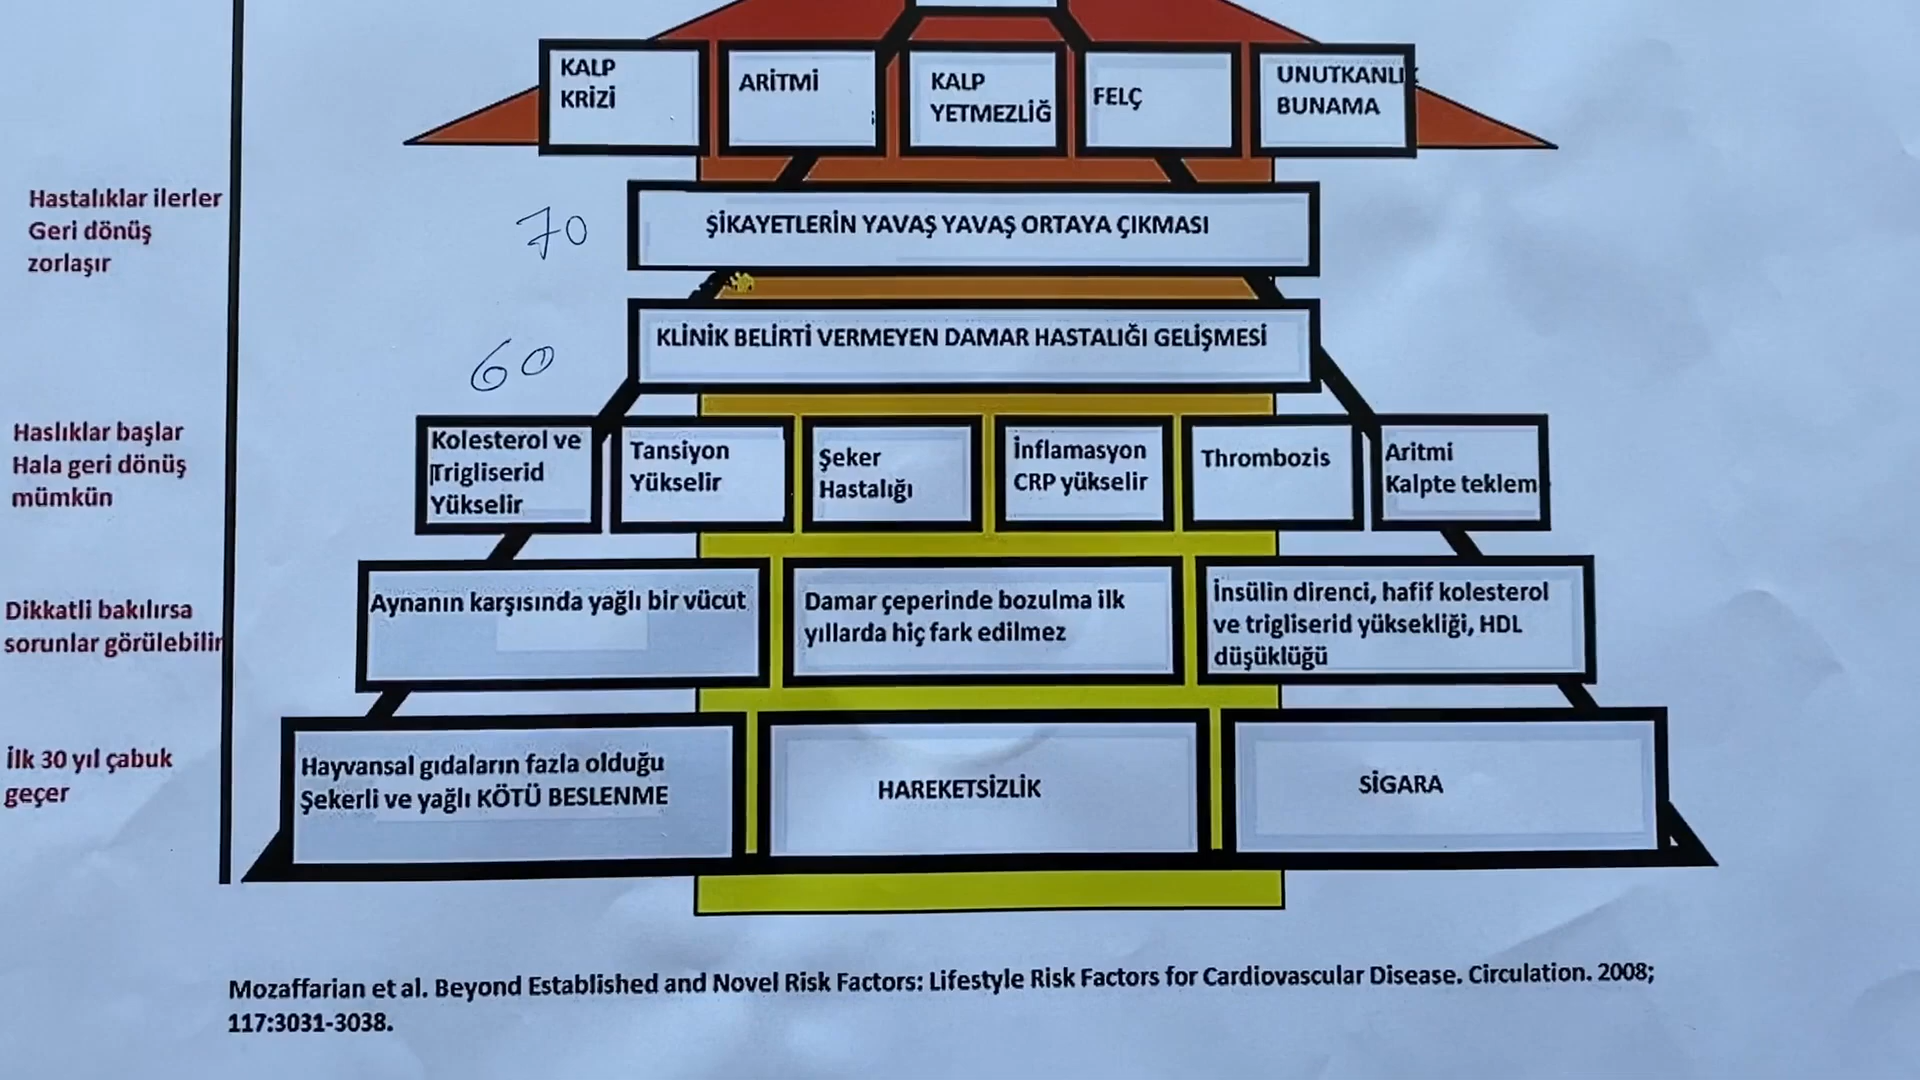 KALP
KRİZİ
ARİTMİ
KALP
YETMEZLİĞ
FELÇ
UNUTKANLIK
BUNAMA
Hastalıklar ilerler
Geri dönüş
zorlaşır
70
ŞİKAYETLERİN YAVAŞ YAVAŞ ORTAYA ÇIKMASI
60
KLİNİK BELİRTİ VERMEYEN DAMAR HASTALIĞI GELİŞMESİ
Haslıklar başlar
Hala geri dönüş
mümkün
Kolesterol ve
Trigliserid
Yükselir
Tansiyon
Yükselir
Şeker
Hastalığı
İnflamasyon
CRP yükselir
Thrombozis
Aritmi
Kalpte teklem
Dikkatli bakılırsa
sorunlar görülebilir
Aynanın karşısında yağlı bir vücut
Damar çeperinde bozulma ilk
yıllarda hiç fark edilmez
İnsülin direnci, hafif kolesterol
ve trigliserid yüksekliği, HDL
düşüklüğü
İlk 30 yıl çabuk
geçer
Hayvansal gıdaların fazla olduğu
Şekerli ve yağlı KÖTÜ BESLENME
HAREKETSİZLİK
SİGARA
Mozaffarian et al. Beyond Established and Novel Risk Factors: Lifestyle Risk Factors for Cardiovascular Disease. Circulation. 2008;
117:3031-3038.